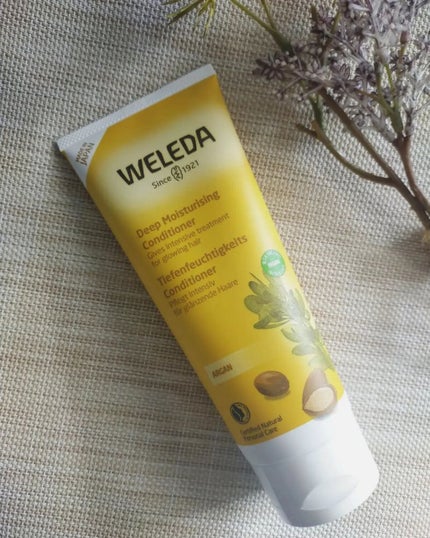 WELEDA
Since 1921
Deep Moisturising
Conditioner
Gives intensive treatment
for glowing hair
Tiefenfeuchtigkeits
Conditioner
Pflegt intensiv
für glänzende Haare
ARGAN
Certified Natural
Personal Care